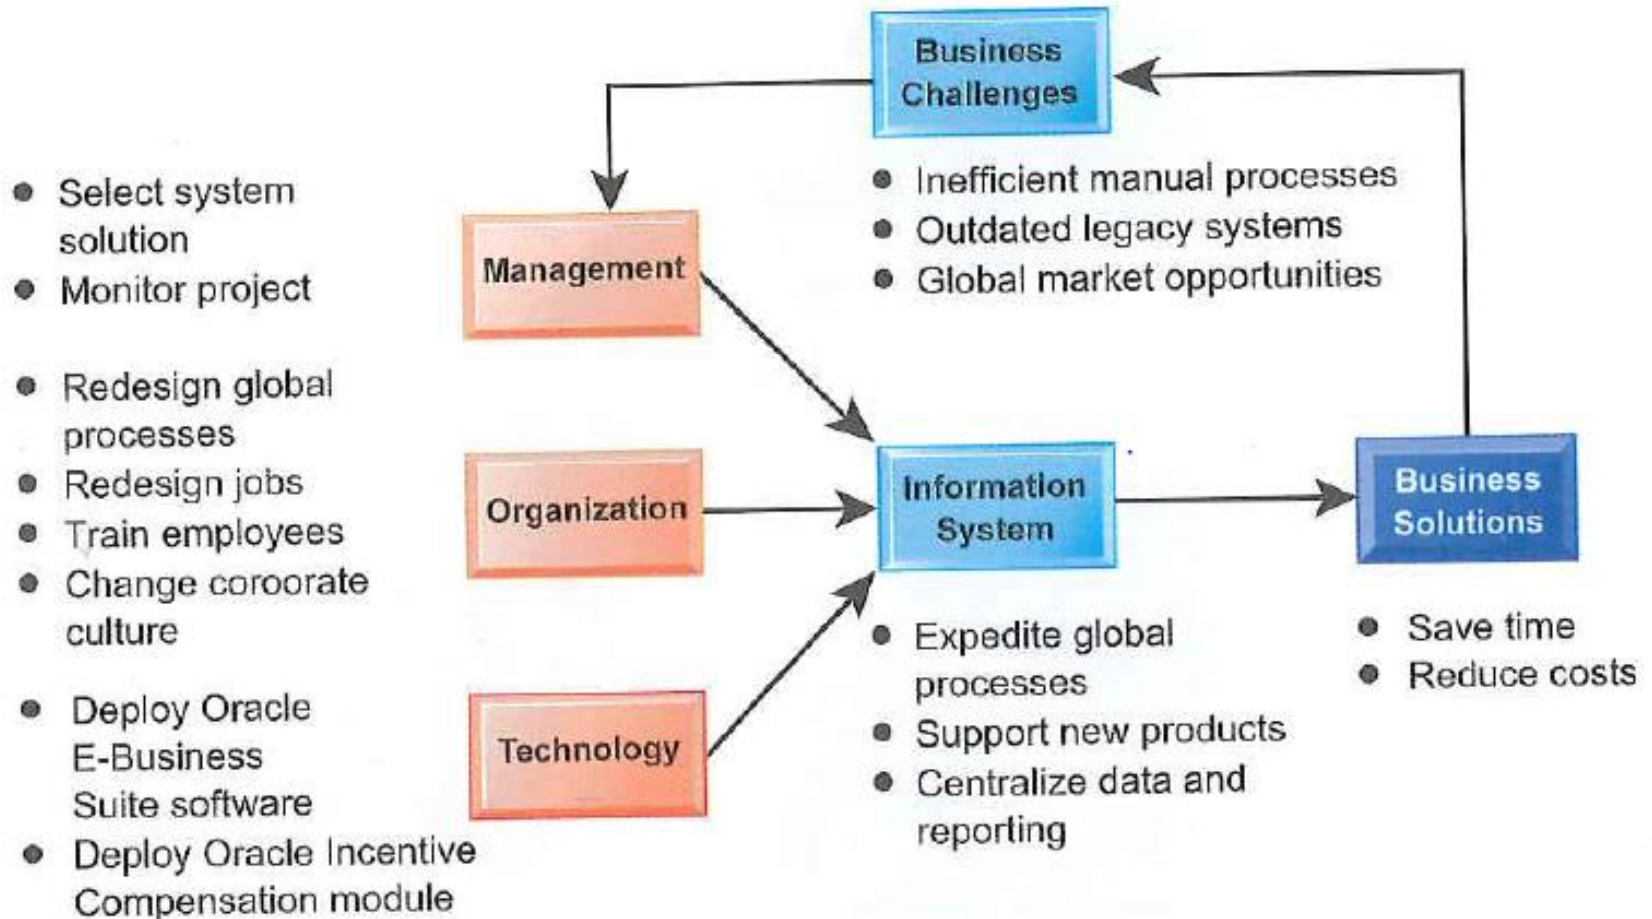 Business
Challenges
● Inefficient manual processes
● Outdated legacy systems
● Global market opportunities
● Select system
solution
● Monitor project
Management
● Redesign global
processes
● Redesign jobs
● Train employees
● Change coroorate
culture
Organization
● Deploy Oracle
E-Business
Suite software
● Deploy Oracle Incentive
Compensation module
Technology
Information
System
● Expedite global
processes
● Support new products
● Centralize data and
reporting
Business
Solutions
● Save time
● Reduce costs